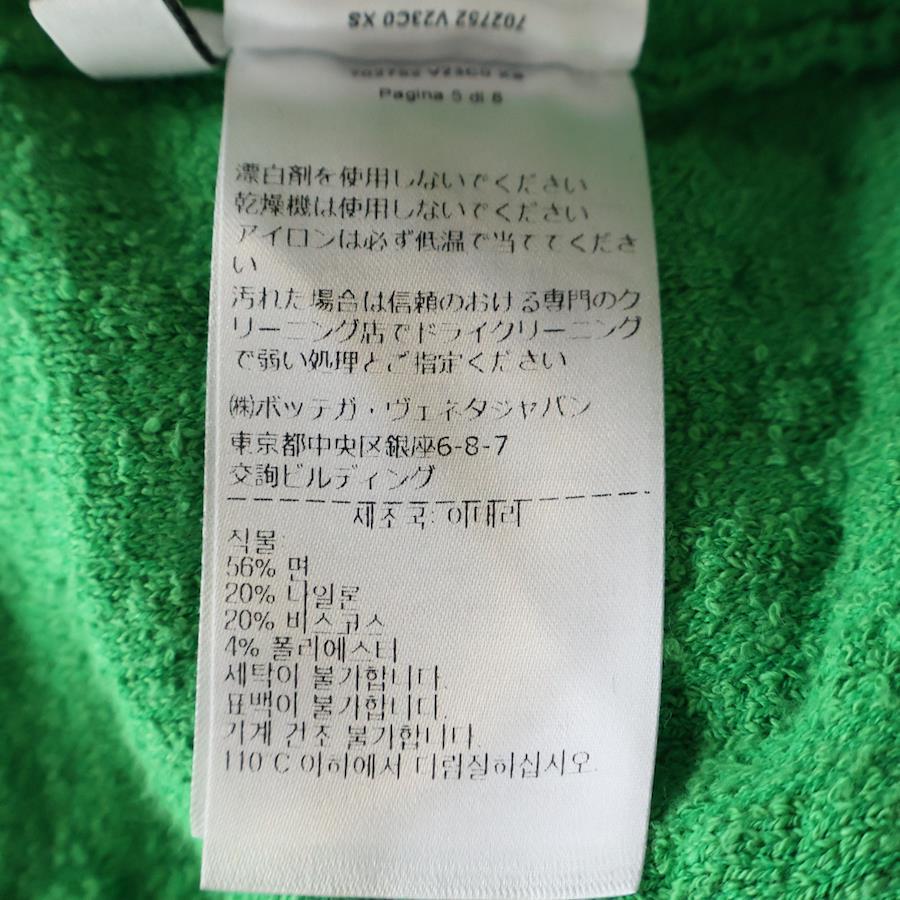 702752 V23C0 XS
702752 V23C0 XS
Pagina 5 di 6
漂白剤を使用しないでください
乾燥機は使用しないでください
アイロンは必ず低温で当ててくださ
い
汚れた場合は信頼のおける専門のク
リーニング店でドライクリーニング
で弱い処理とご指定ください
㈱ボッテガ・ヴェネタジャパン
東京都中央区銀座6-8-7
交詢ビルディング
제조국: 이태리
직물:
56% 면
20% 나일론
20% 비스코스
4% 폴리에스터
세탁이 불가합니다.
표백이 불가합니다.
기계 건조 불가합니다.
110°C 이하에서 다림질하십시오.